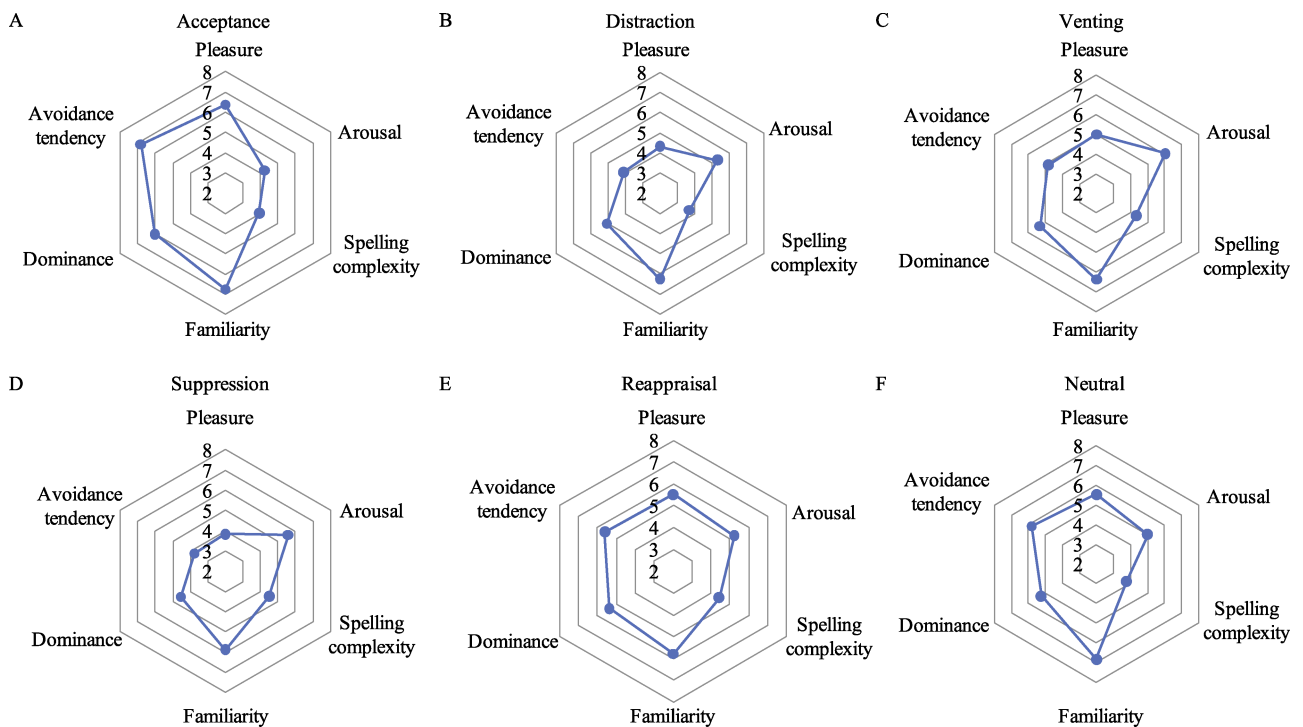 A
Acceptance
Pleasure
8
7
6
5
4
3
2
Avoidance
tendency
Arousal
Dominance
Spelling
complexity
Familiarity
B
Distraction
Pleasure
8
7
6
5
4
3
2
Avoidance
tendency
Arousal
Dominance
Spelling
complexity
Familiarity
C
Venting
Pleasure
8
7
6
5
4
3
2
Avoidance
tendency
Arousal
Dominance
Spelling
complexity
Familiarity
D
Suppression
Pleasure
8
7
6
5
4
3
2
Avoidance
tendency
Arousal
Dominance
Spelling
complexity
Familiarity
E
Reappraisal
Pleasure
8
7
6
5
4
3
2
Avoidance
tendency
Arousal
Dominance
Spelling
complexity
Familiarity
F
Neutral
Pleasure
8
7
6
5
4
3
2
Avoidance
tendency
Arousal
Dominance
Spelling
complexity
Familiarity